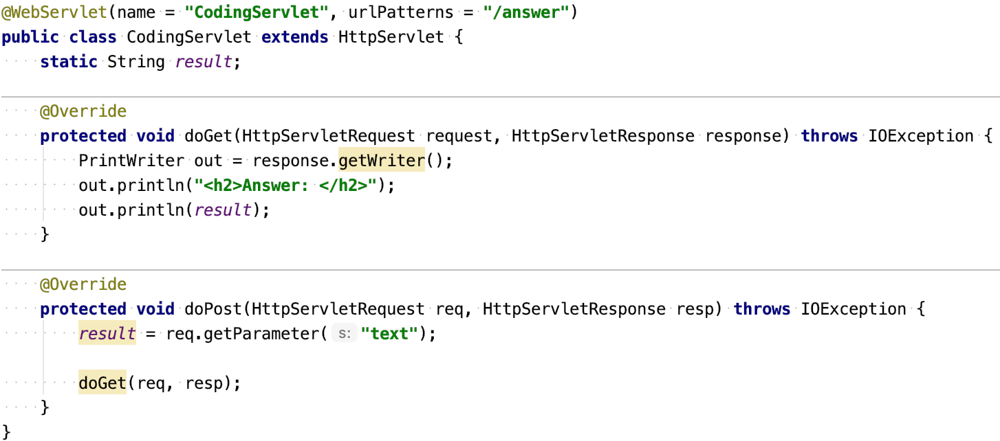 @WebServlet(name = "CodingServlet", urlPatterns = "/answer")
public class CodingServlet extends HttpServlet {
    static String result;

    @Override
    protected void doGet(HttpServletRequest request, HttpServletResponse response) throws IOException {
        PrintWriter out = response.getWriter();
        out.println("<h2>Answer: </h2>");
        out.println(result);
    }

    @Override
    protected void doPost(HttpServletRequest req, HttpServletResponse resp) throws IOException {
        result = req.getParameter( s: "text");

        doGet(req, resp);
    }
}